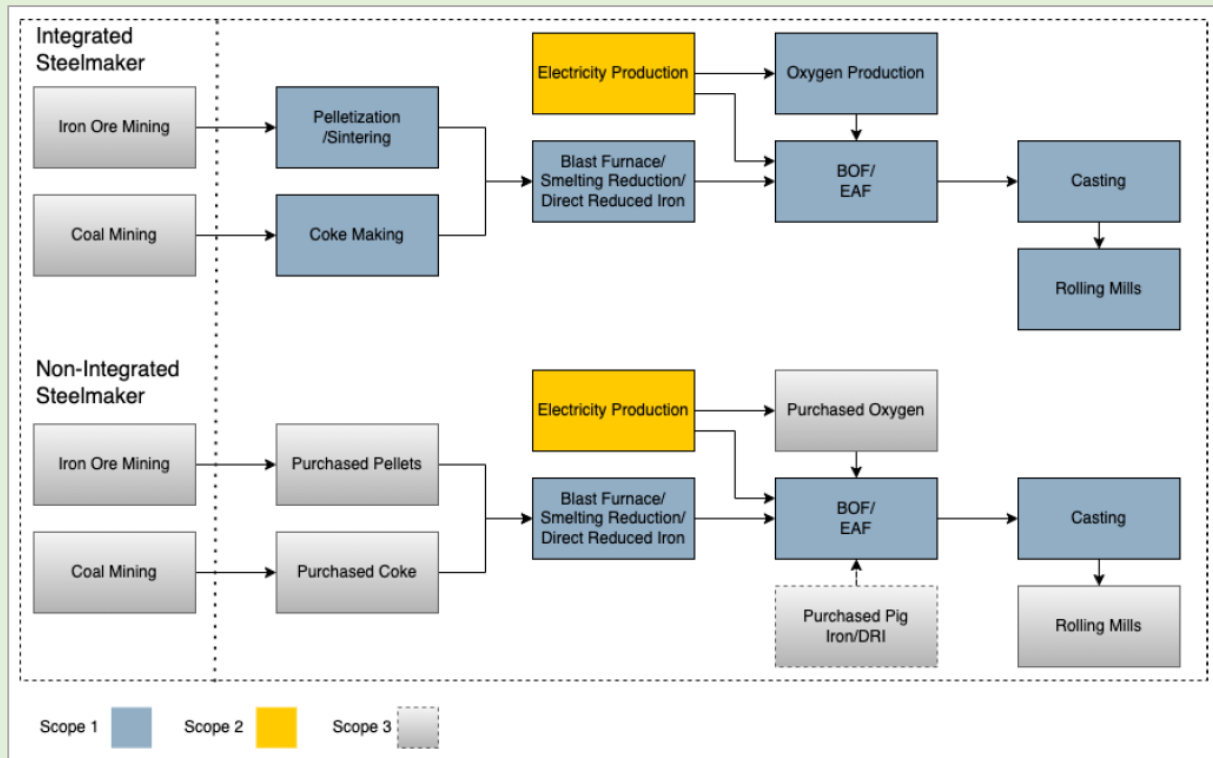 Integrated
Steelmaker
Electricity Production
Oxygen Production
Iron Ore Mining
Pelletization
/Sintering
Blast Furnace/
Smelting Reduction/
Direct Reduced Iron
BOF/
EAF
Casting
Coal Mining
Coke Making
Rolling Mills
Non-Integrated
Steelmaker
Electricity Production
Purchased Oxygen
Iron Ore Mining
Purchased Pellets
Blast Furnace/
Smelting Reduction/
Direct Reduced Iron
BOF/
EAF
Casting
Coal Mining
Purchased Coke
Purchased Pig
Iron/DRI
Rolling Mills
Scope 1
Scope 2
Scope 3